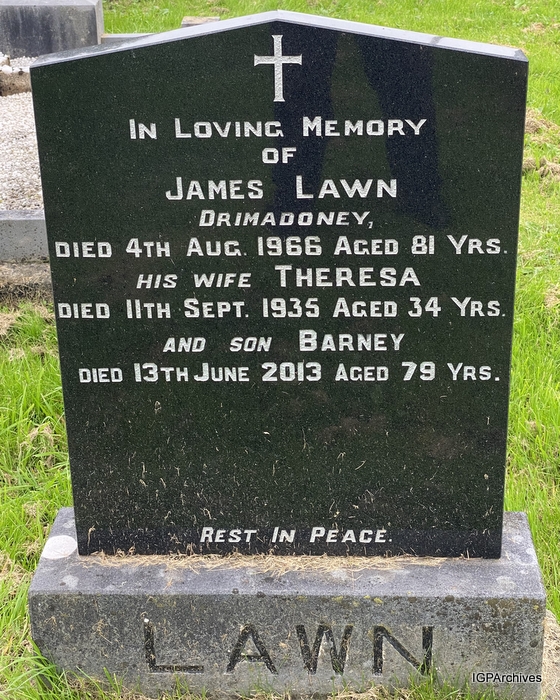 IN LOVING MEMORY
OF
JAMES LAWN
DRIMADONEY,
DIED 4TH AUG. 1966 AGED 81 YRS.
HIS WIFE THERESA
DIED 11TH SEPT. 1935 AGED 34 YRS.
AND SON BARNEY
DIED 13TH JUNE 2013 AGED 79 YRS.
REST IN PEACE.
LAWN
IGPArchives